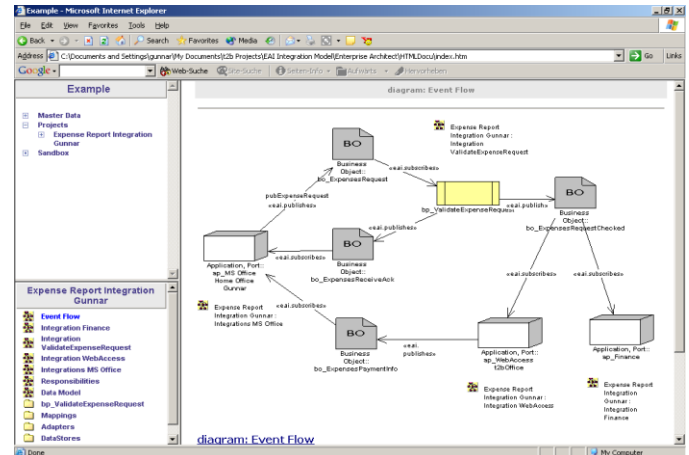 Example - Microsoft Internet Explorer
File Edit View Favorites Tools Help
Back Search Favorites Media
Address C:\Documents and Settings\gunnar\My Documents\t2b Projects\EAI Integration Model\Enterprise Architect\HTMLDocu\index.htm Go Links
Google Web-Suche Site-Suche Seiten-Info Aufwärts Hervorheben
Example
Master Data
Projects
Expense Report Integration
Gunnar
Sandbox
Expense Report Integration
Gunnar
Event Flow
Integration Finance
Integration
ValidateExpenseRequest
Integration WebAccess
Integrations MS Office
Responsibilities
Data Model
bp_ValidateExpenseRequest
Mappings
Adapters
DataStores
diagram: Event Flow
BO
Business
Object::
bo_ExpensesRequest
Expense Report
Integration Gunnar :
Integration
ValidateExpenseRequest
«eai.subscribes»
pubExpenseRequest
«eai.publishes»
bp_ValidateExpenseRequest
«eai.publish»
BO
Business
Object::
bo_ExpensesRequestChecked
«eai.publishes»
BO
Business
Object::
bo_ExpensesReceiveAck
Application, Port::
ap_MS Office
Home Office
Gunnar
«eai.subscribes»
«eai.subscribes»
Expense Report
Integration Gunnar :
Integrations MS Office
«eai.subscribes»
BO
Business
Object::
bo_ExpensesPaymentInfo
«eai.
publishes»
Application, Port::
ap_WebAccess
t2bOffice
Application, Port::
ap_Finance
Expense Report
Integration Gunnar :
Integration WebAccess
Expense Report
Integration
Gunnar :
Integration
Finance
diagram: Event Flow
Done My Computer